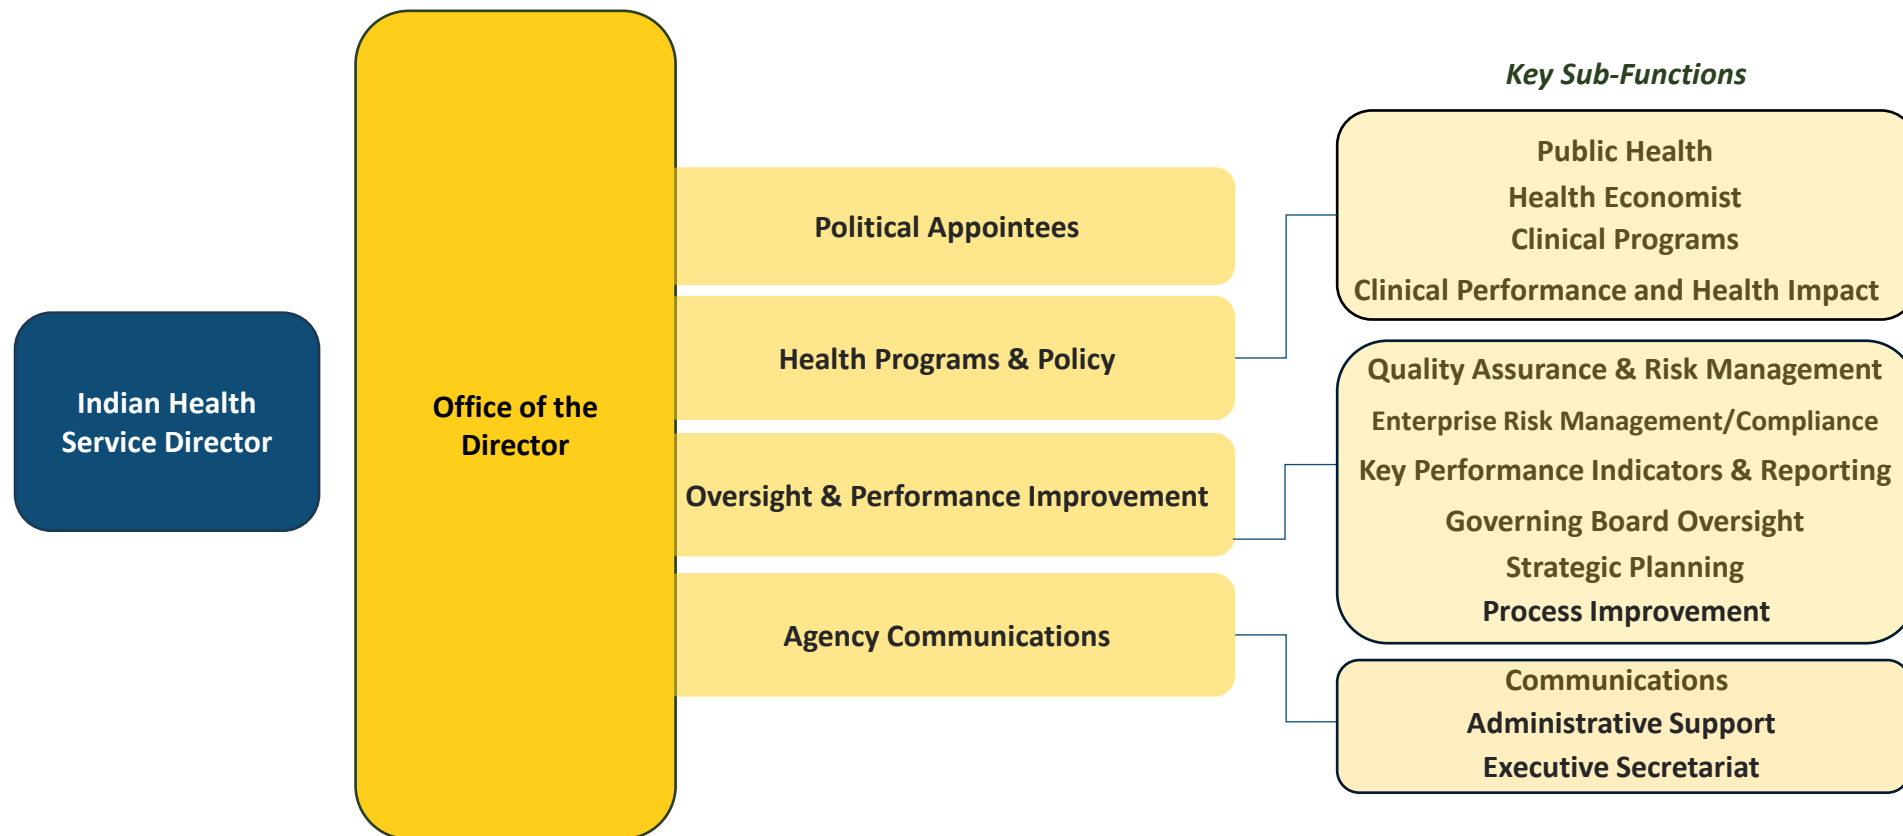 Indian Health
Service Director
Office of the
Director
Political Appointees
Health Programs & Policy
Oversight & Performance Improvement
Agency Communications
Key Sub-Functions
Public Health
Health Economist
Clinical Programs
Clinical Performance and Health Impact
Quality Assurance & Risk Management
Enterprise Risk Management/Compliance
Key Performance Indicators & Reporting
Governing Board Oversight
Strategic Planning
Process Improvement
Communications
Administrative Support
Executive Secretariat